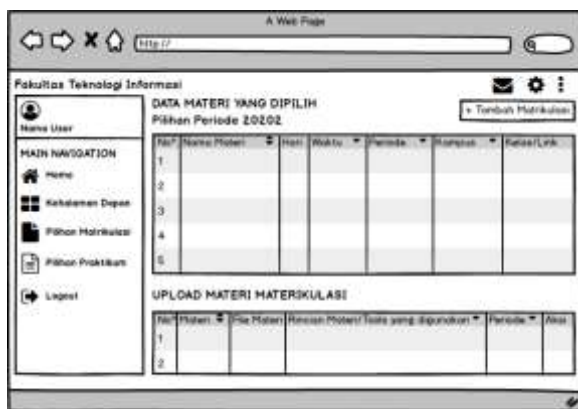 A Web Page
http://
Fakultas Teknologi Informasi
Nama User
MAIN NAVIGATION
Home
Kehalaman Depan
Pilihan Matrikulasi
Pilihan Praktikum
Logout
DATA MATERI YANG DIPILIH
Pilihan Periode 20202
+ Tambah Matrikulasi
No Nama Materi Hari Waktu Periode Kampus Kelas/Link
1
2
3
4
5
UPLOAD MATERI MATERIKULASI
No Materi File Materi Rincian Materi/Tools yang digunakan Periode Aksi
1
2